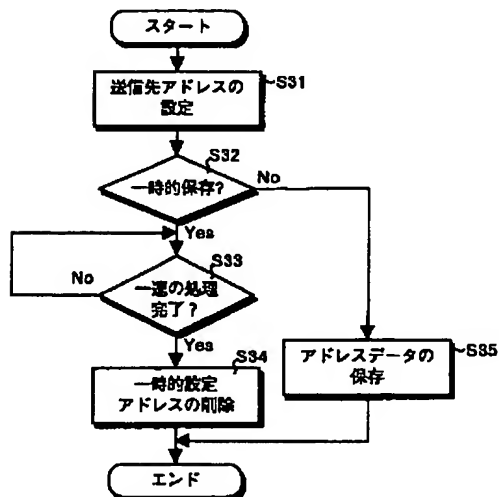 スタート
送信先アドレスの
設定
S31
S32
一時的保存?
No
Yes
S33
一連の処理
完了?
No
Yes
S34
一時的設定
アドレスの削除
アドレスデータの
保存
S35
エンド